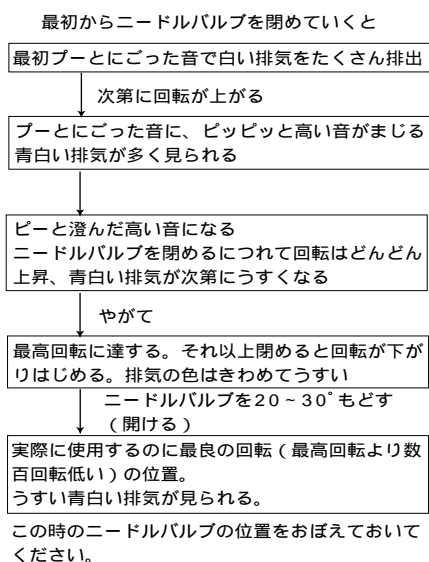 最初からニードルバルブを閉めていくと
最初プーとにごった音で白い排気をたくさん排出
次第に回転が上がる
プーとにごった音に、ピッピッと高い音がまじる
青白い排気が多く見られる
ピーと澄んだ高い音になる
ニードルバルブを閉めるにつれて回転はどんどん
上昇、青白い排気が次第にうすくなる
やがて
最高回転に達する。それ以上閉めると回転が下が
りはじめる。排気の色はきわめてうすい
ニードルバルブを20~30°もどす
(開ける)
実際に使用するのに最良の回転(最高回転より数
百回転低い)の位置。
うすい青白い排気が見られる。
この時のニードルバルブの位置をおぼえておいて
ください。